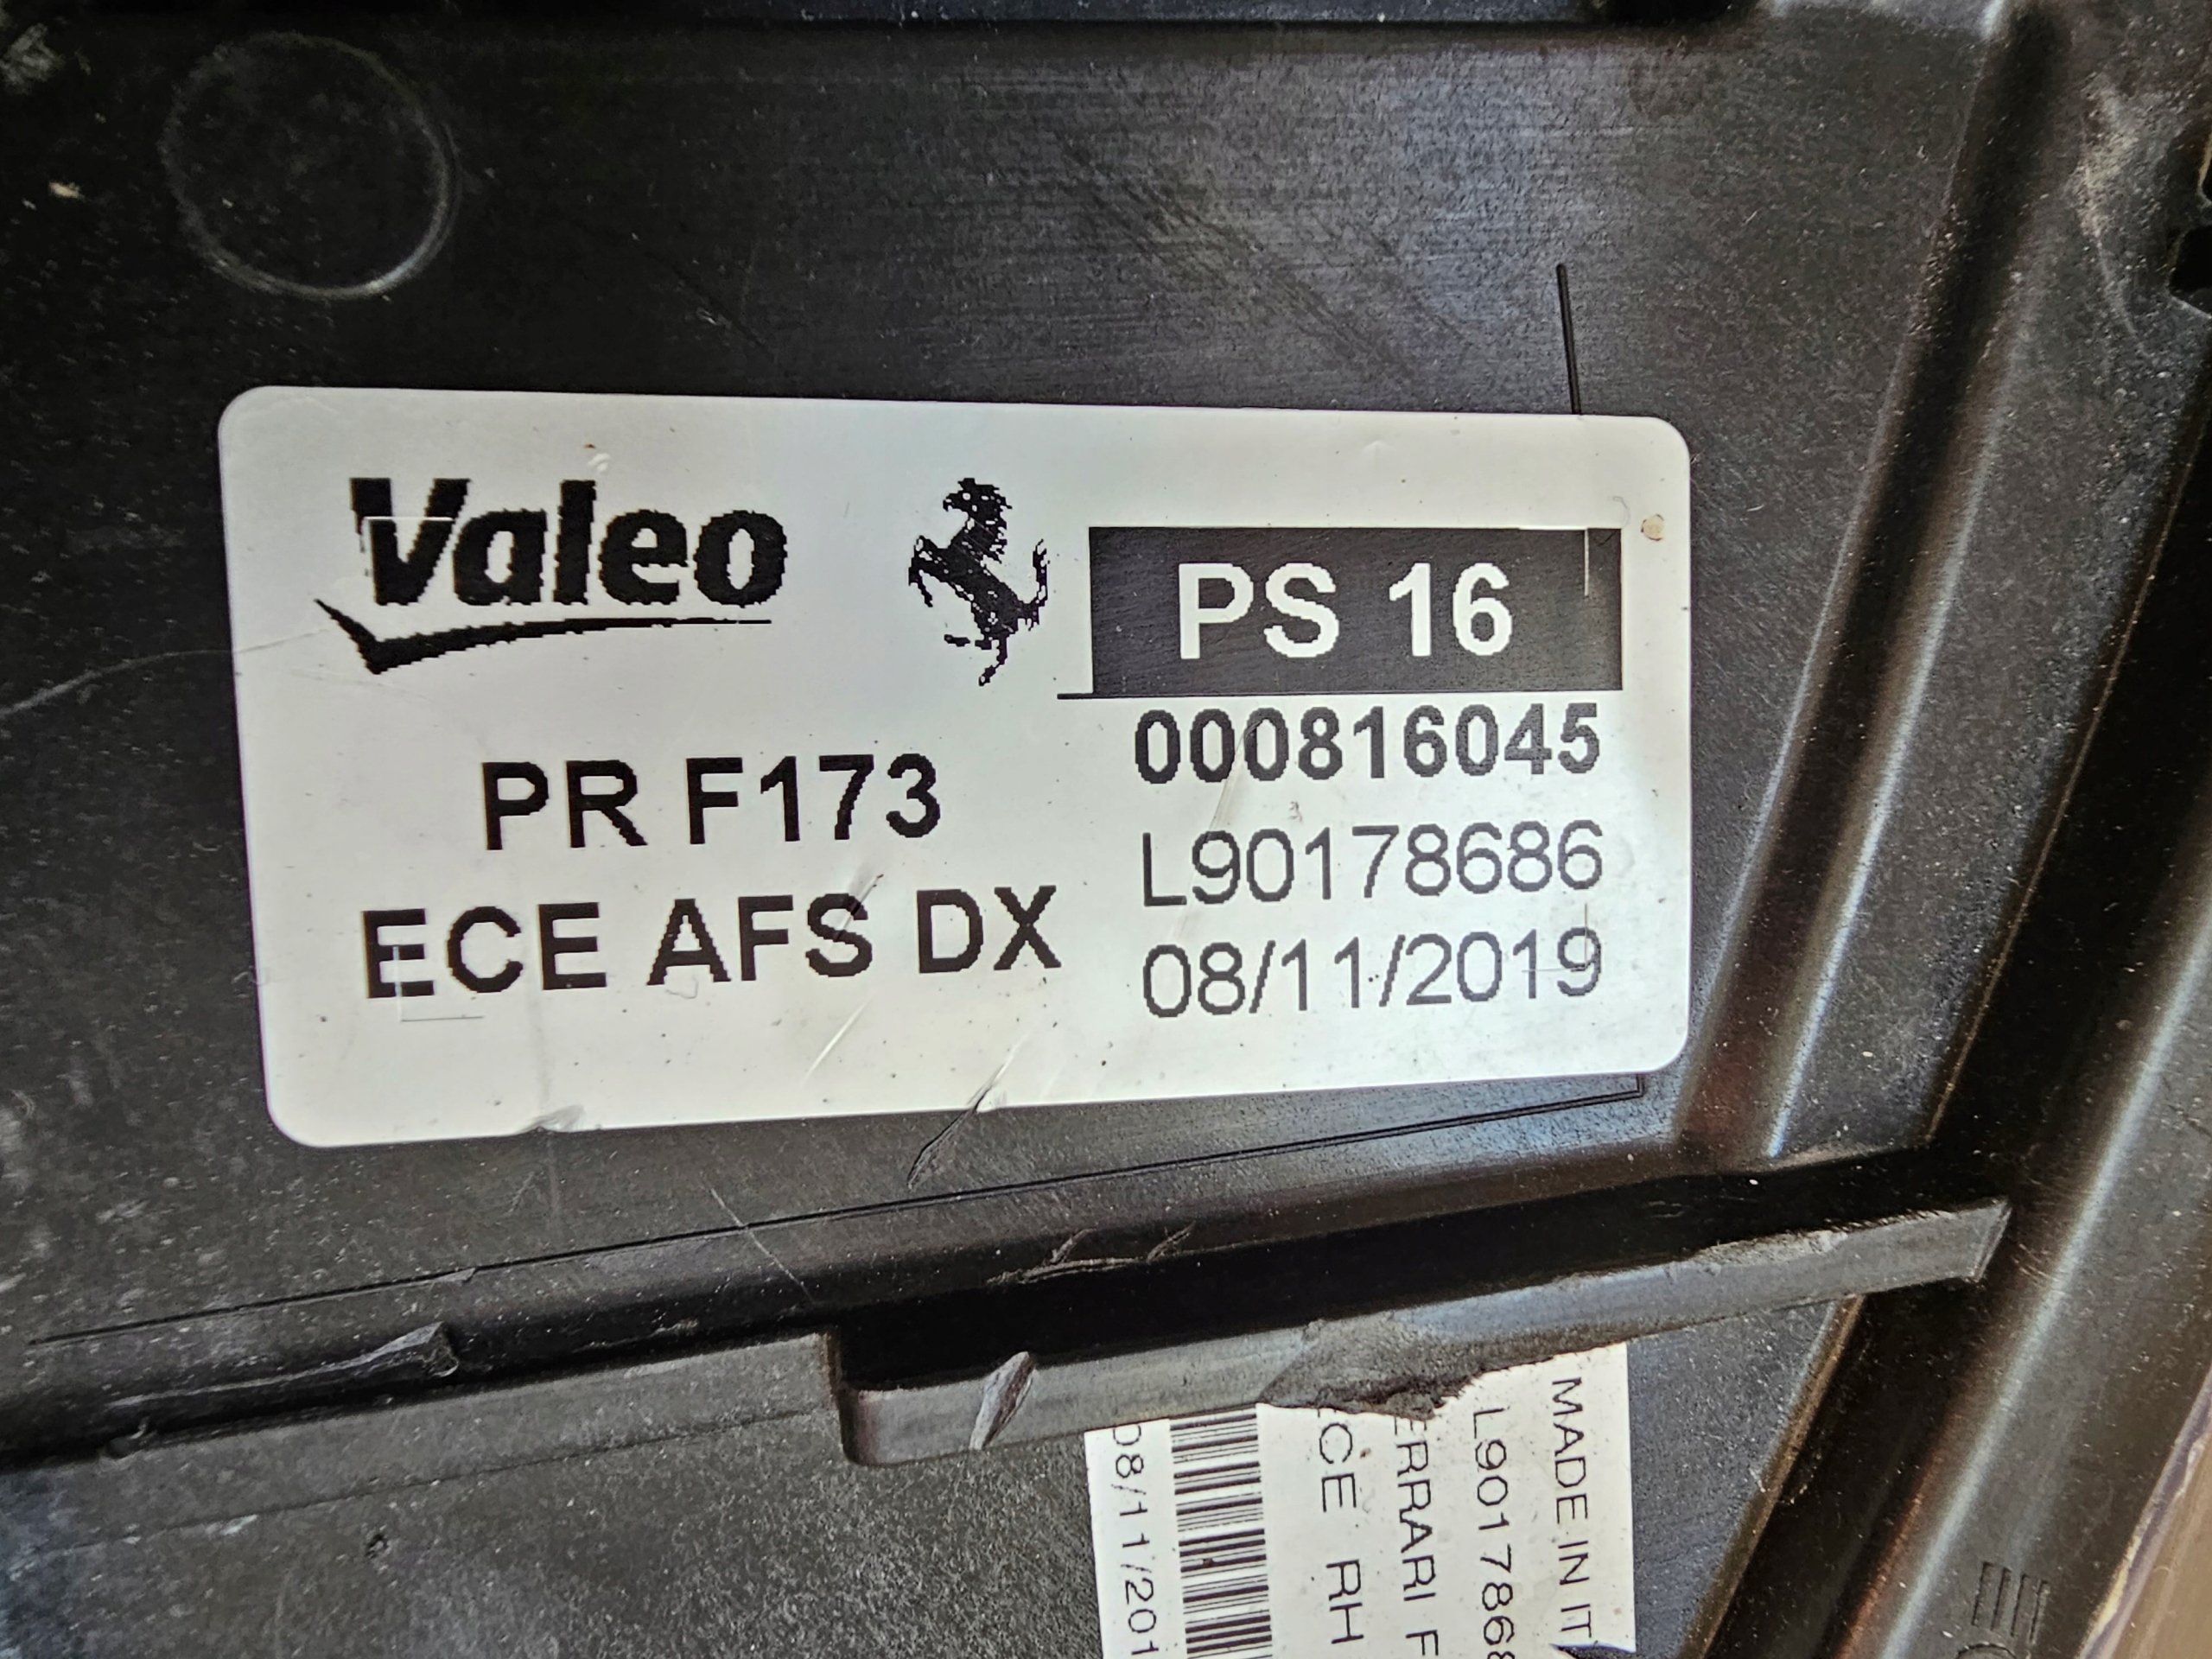 Valeo
PS 16
PR F173
000816045
ECE AFS DX
L90178686
08/11/2019
MADE IN IT
L9017868
ERRARI F
CE RH
08/11/201